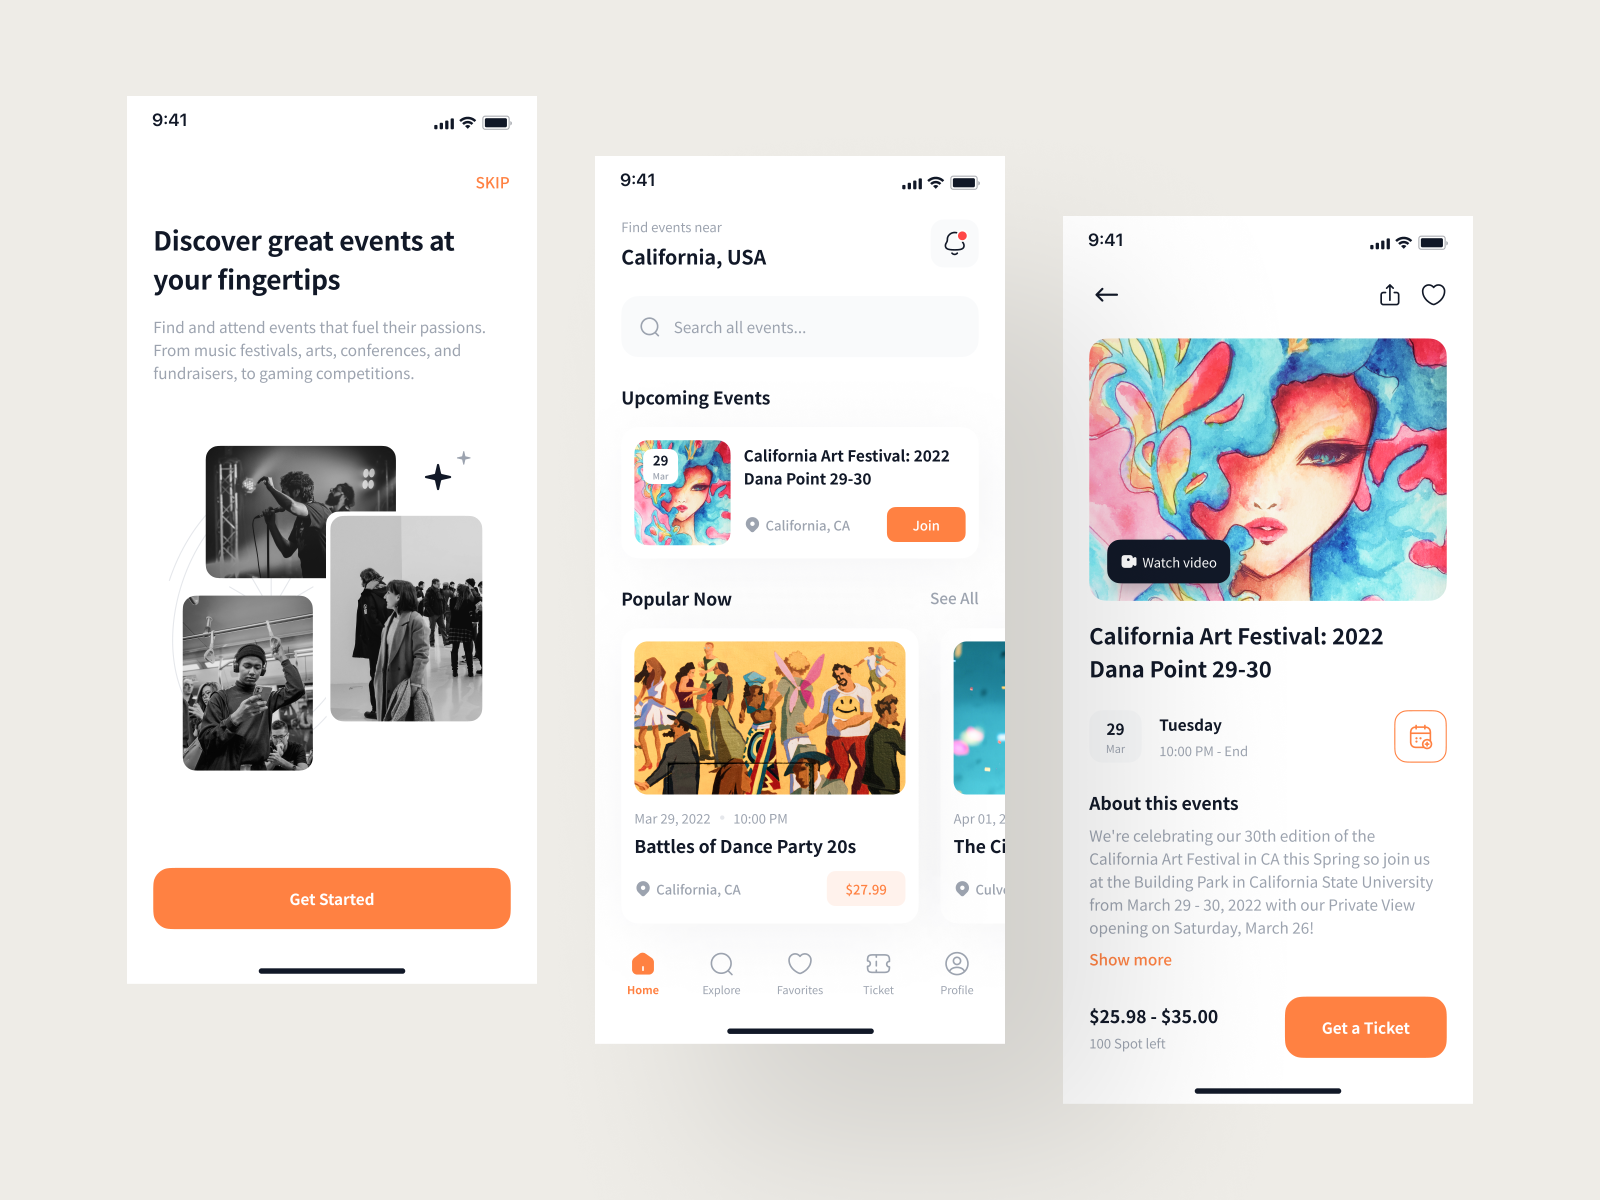 9:41
SKIP
Discover great events at
your fingertips
Find and attend events that fuel their passions.
From music festivals, arts, conferences, and
fundraisers, to gaming competitions.
Get Started
9:41
Find events near
California, USA
Search all events...
Upcoming Events
29
Mar
California Art Festival: 2022
Dana Point 29-30
California, CA
Join
Popular Now
See All
Mar 29, 2022
10:00 PM
Battles of Dance Party 20s
California, CA
$27.99
Apr 01, 2
The Ci
Culve
Home
Explore
Favorites
Ticket
Profile
9:41
Watch video
California Art Festival: 2022
Dana Point 29-30
29
Mar
Tuesday
10:00 PM - End
About this events
We're celebrating our 30th edition of the
California Art Festival in CA this Spring so join us
at the Building Park in California State University
from March 29 - 30, 2022 with our Private View
opening on Saturday, March 26!
Show more
$25.98 - $35.00
100 Spot left
Get a Ticket